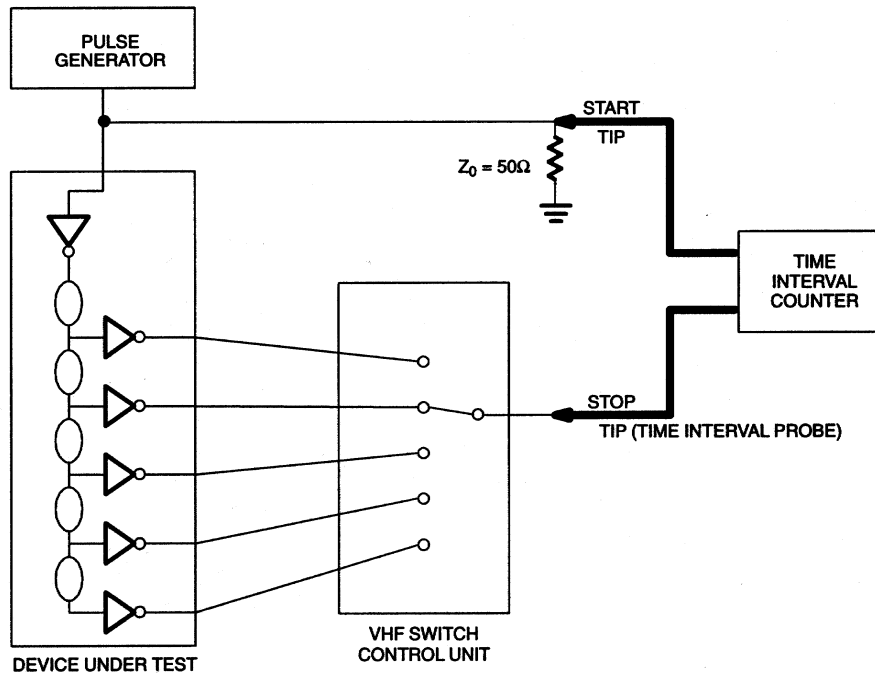 PULSE
GENERATOR
START
TIP
Z0 = 50Ω
TIME
INTERVAL
COUNTER
STOP
TIP (TIME INTERVAL PROBE)
VHF SWITCH
CONTROL UNIT
DEVICE UNDER TEST